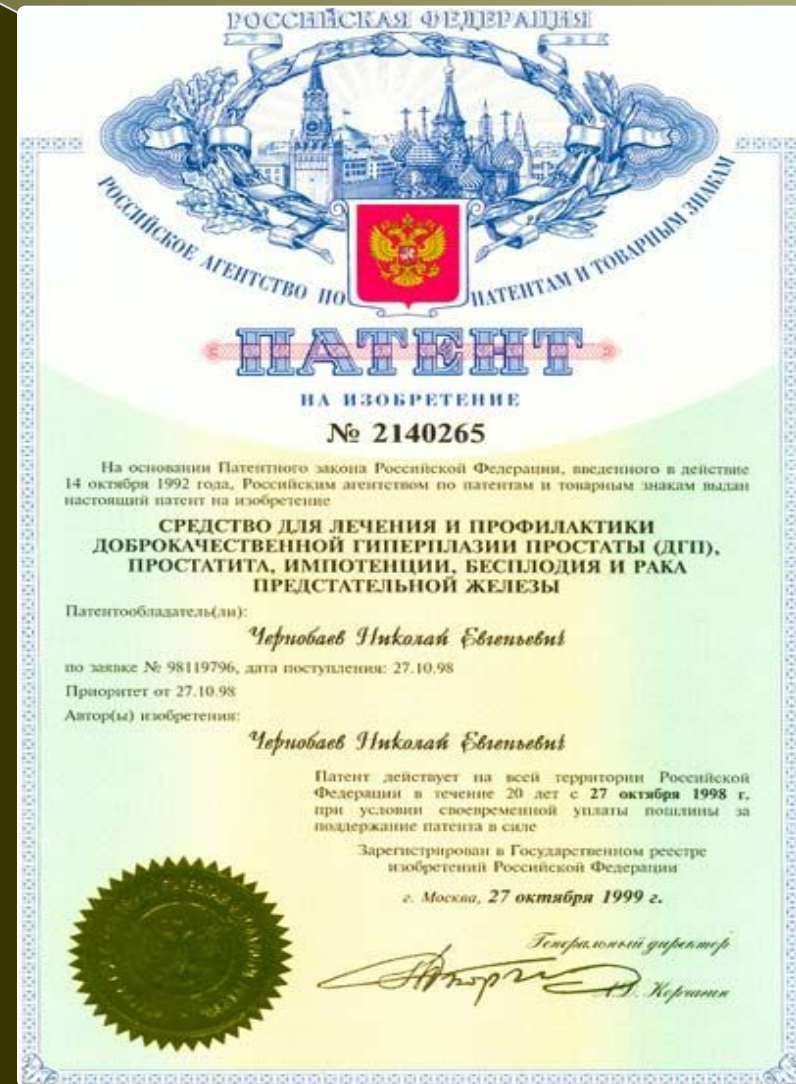 РОССИЙСКАЯ ФЕДЕРАЦИЯ
РОССИЙСКОЕ АГЕНТСТВО ПО ПАТЕНТАМ И ТОВАРНЫМ ЗНАКАМ
ПАТЕНТ
НА ИЗОБРЕТЕНИЕ
№ 2140265
На основании Патентного закона Российской Федерации, введенного в действие
14 октября 1992 года, Российским агентством по патентам и товарным знакам выдан
настоящий патент на изобретение
СРЕДСТВО ДЛЯ ЛЕЧЕНИЯ И ПРОФИЛАКТИКИ
ДОБРОКАЧЕСТВЕННОЙ ГИПЕРПЛАЗИИ ПРОСТАТЫ (ДГП),
ПРОСТАТИТА, ИМПОТЕНЦИИ, БЕСПЛОДИЯ И РАКА
ПРЕДСТАТЕЛЬНОЙ ЖЕЛЕЗЫ
Патентообладатель(ли):
Чернобаев Николай Евгеньевич
по заявке № 98119796, дата поступления: 27.10.98
Приоритет от 27.10.98
Автор(ы) изобретения:
Чернобаев Николай Евгеньевич
Патент действует на всей территории Российской
Федерации в течение 20 лет с 27 октября 1998 г.
при условии своевременной уплаты пошлины за
поддержание патента в силе
Зарегистрирован в Государственном реестре
изобретений Российской Федерации
г. Москва, 27 октября 1999 г.
Генеральный директор
Корчагин